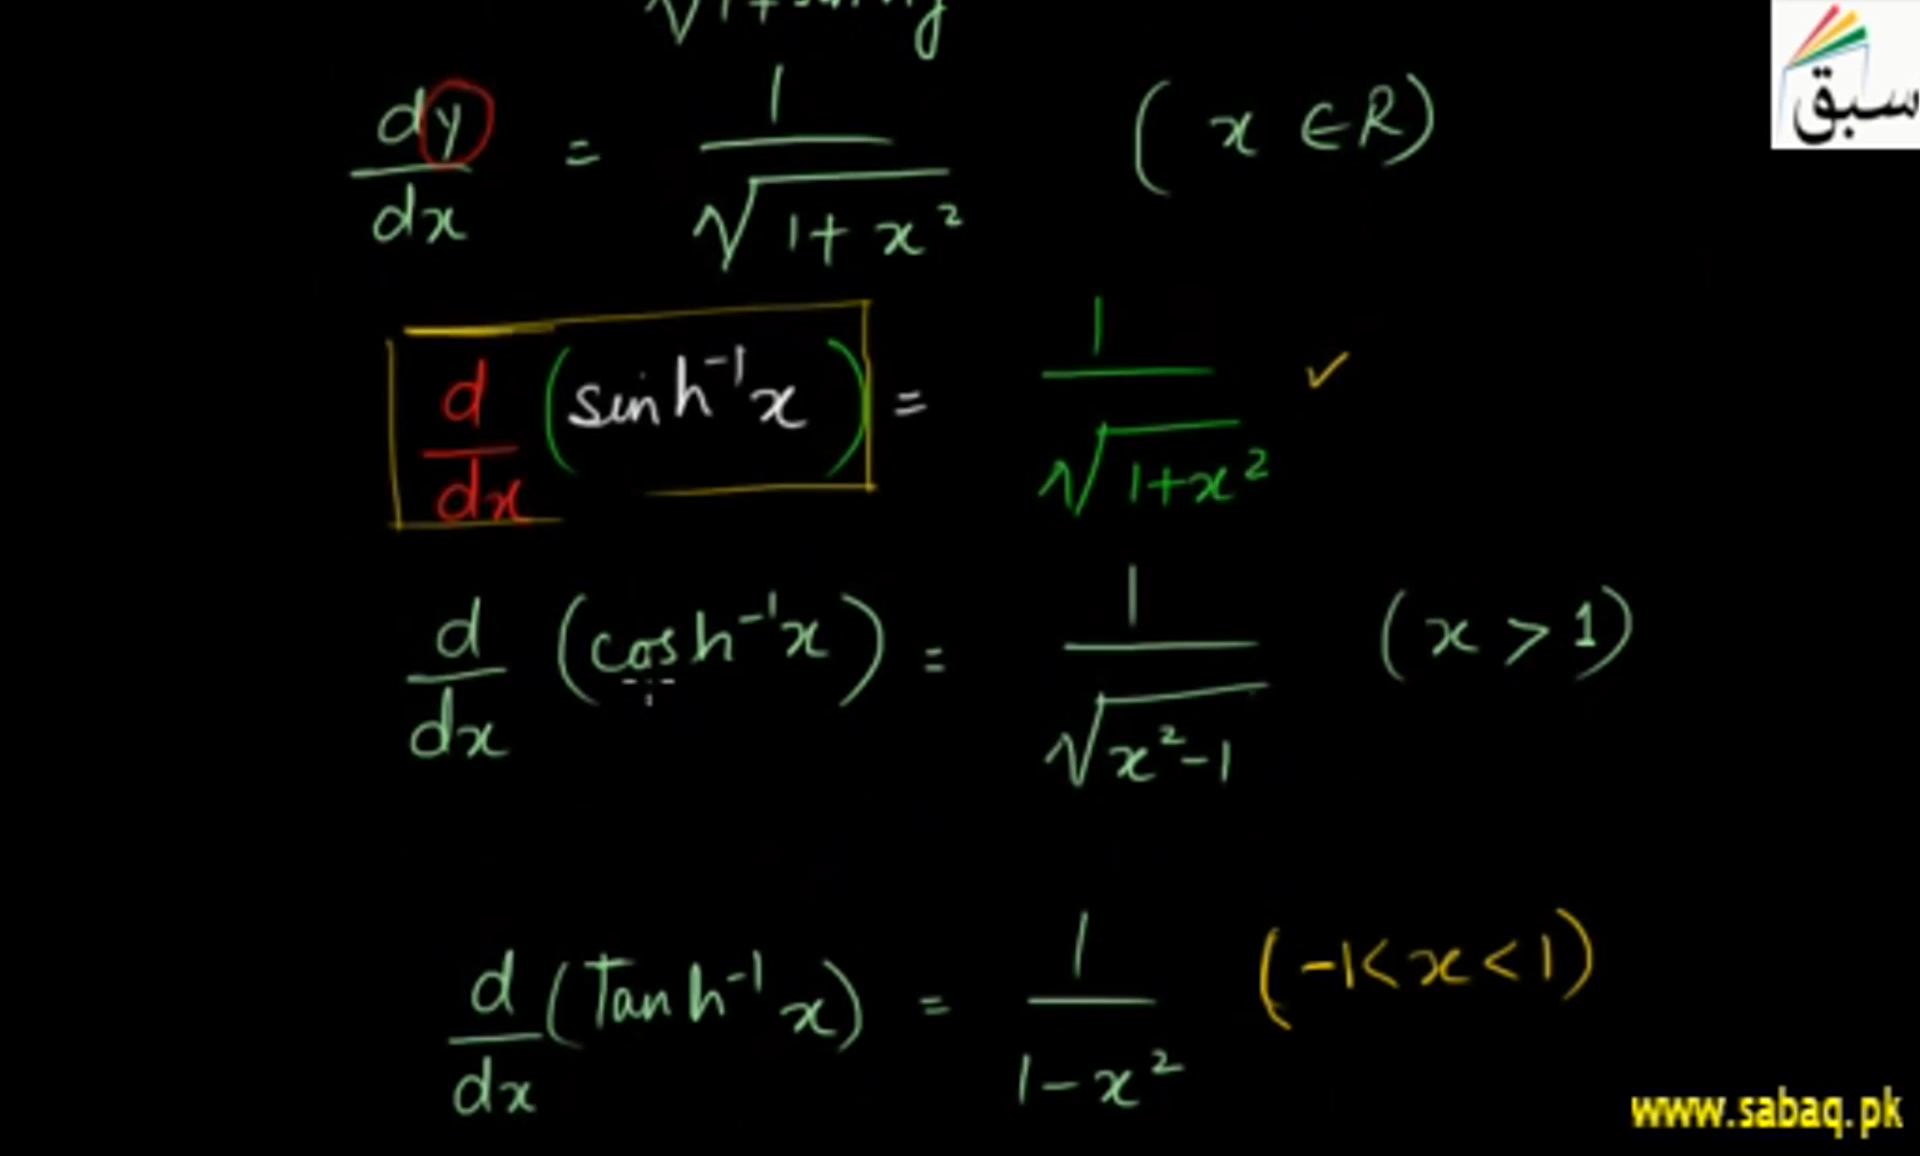 سبق
dy/dx = 1/√(1+x²) (x ∈ R)
d/dx (sinh⁻¹x) = 1/√(1+x²) ✓
d/dx (cosh⁻¹x) = 1/√(x²-1) (x > 1)
d/dx (Tanh⁻¹x) = 1/(1-x²) (-1< x < 1)
www.sabaq.pk